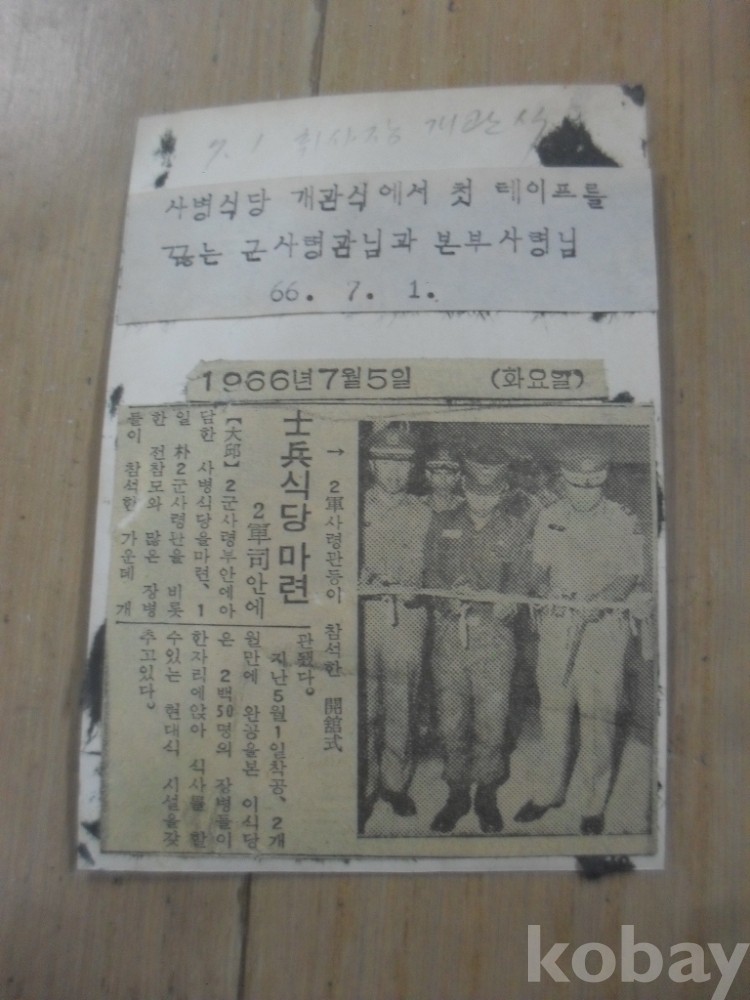 7. 1 개관식
사병식당 개관식에서 첫 테이프를
끊는 군사령관님과 본부사령님
66. 7. 1.
1966년7월5일 (화요일)
→ 2軍사령관등이 참석한 開舘式
士兵식당 마련
2軍司안에
【大邱】 2군사령부안에 아
담한 사병식당을마련、 1
일 朴2군사령관을 비롯
한 전참모와 많은 장병
들이 참석한 가운데 개
관됐다。
지난5월1일착공、 2개
월만에 완공을본 이식당
은 2백50명의 장병들이
한자리에앉아 식사를 한
수있는 현대식 시설을갖
추고있다。
kobay